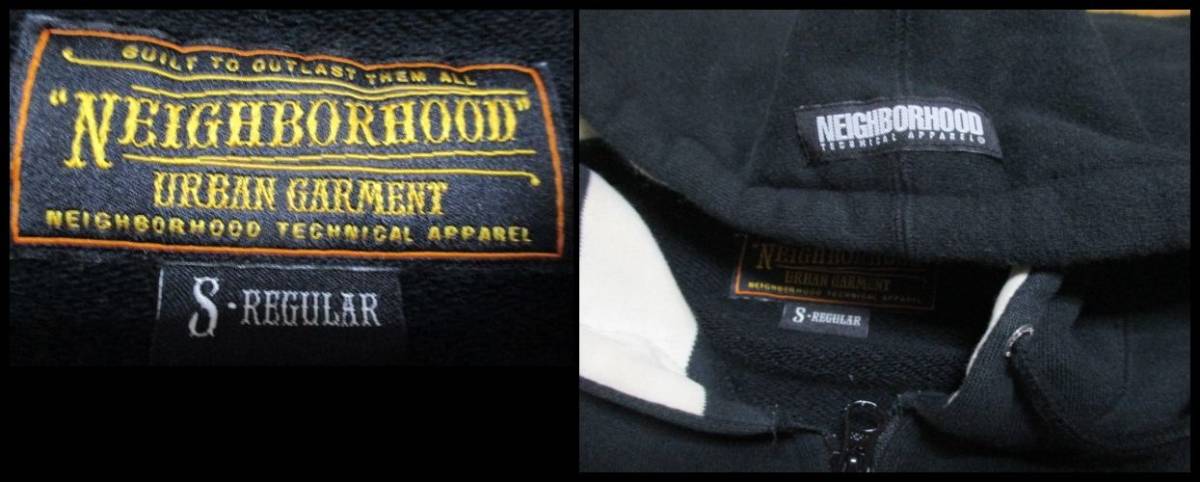 BUILT TO OUTLAST THEM ALL
"NEIGHBORHOOD"
URBAN GARMENT
NEIGHBORHOOD TECHNICAL APPAREL
S-REGULAR
NEIGHBORHOOD
TECHNICAL APPAREL
"NEIGHBORHOOD
URBAN GARMENT
NEIGHBORHOOD TECHNICAL APPAREL
S-REGULAR